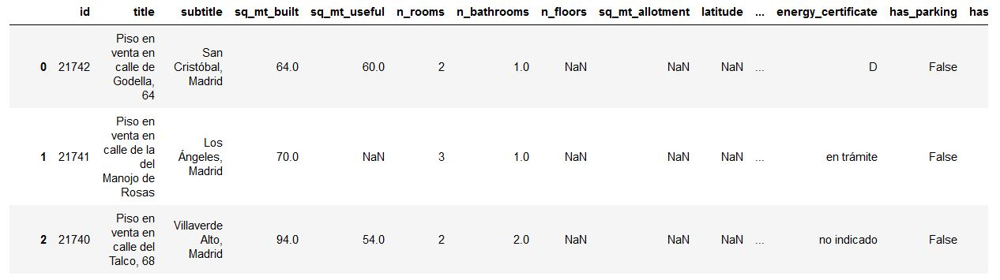 id title subtitle sq_mt_built sq_mt_useful n_rooms n_bathrooms n_floors sq_mt_allotment latitude ... energy_certificate has_parking has
Piso en
venta en
calle de
Godella,
64
San
Cristóbal,
Madrid
0 21742 64.0 60.0 2 1.0 NaN NaN NaN ... D False
Piso en
venta en
calle de la
del
Manojo de
Rosas
Los
Ángeles,
Madrid
1 21741 70.0 NaN 3 1.0 NaN NaN NaN ... en trámite False
Piso en
venta en
calle del
Talco, 68
Villaverde
Alto,
Madrid
2 21740 94.0 54.0 2 2.0 NaN NaN NaN ... no indicado False